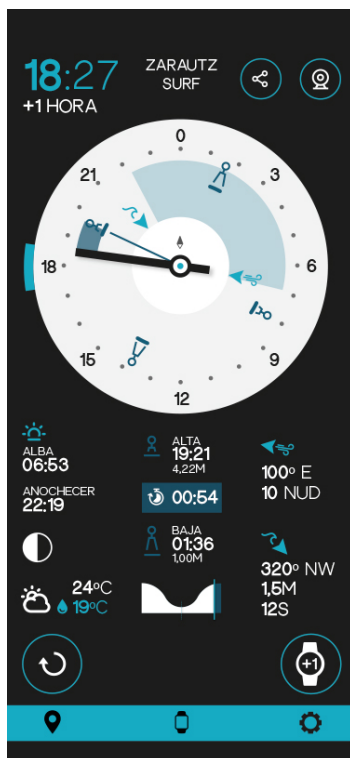 18:27
+1 HORA
ZARAUTZ
SURF
0
3
6
9
12
15
18
21
ALBA
06:53
ANOCHECER
22:19
24ºC
19ºC
ALTA
19:21
4,22M
00:54
BAJA
01:36
1,00M
100º E
10 NUD
320º NW
1,5M
12S
+1